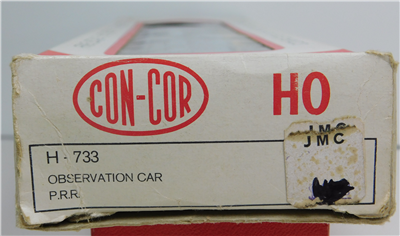 CON-COR HO
JMC
JMC
H - 733
OBSERVATION CAR
P.R.R.